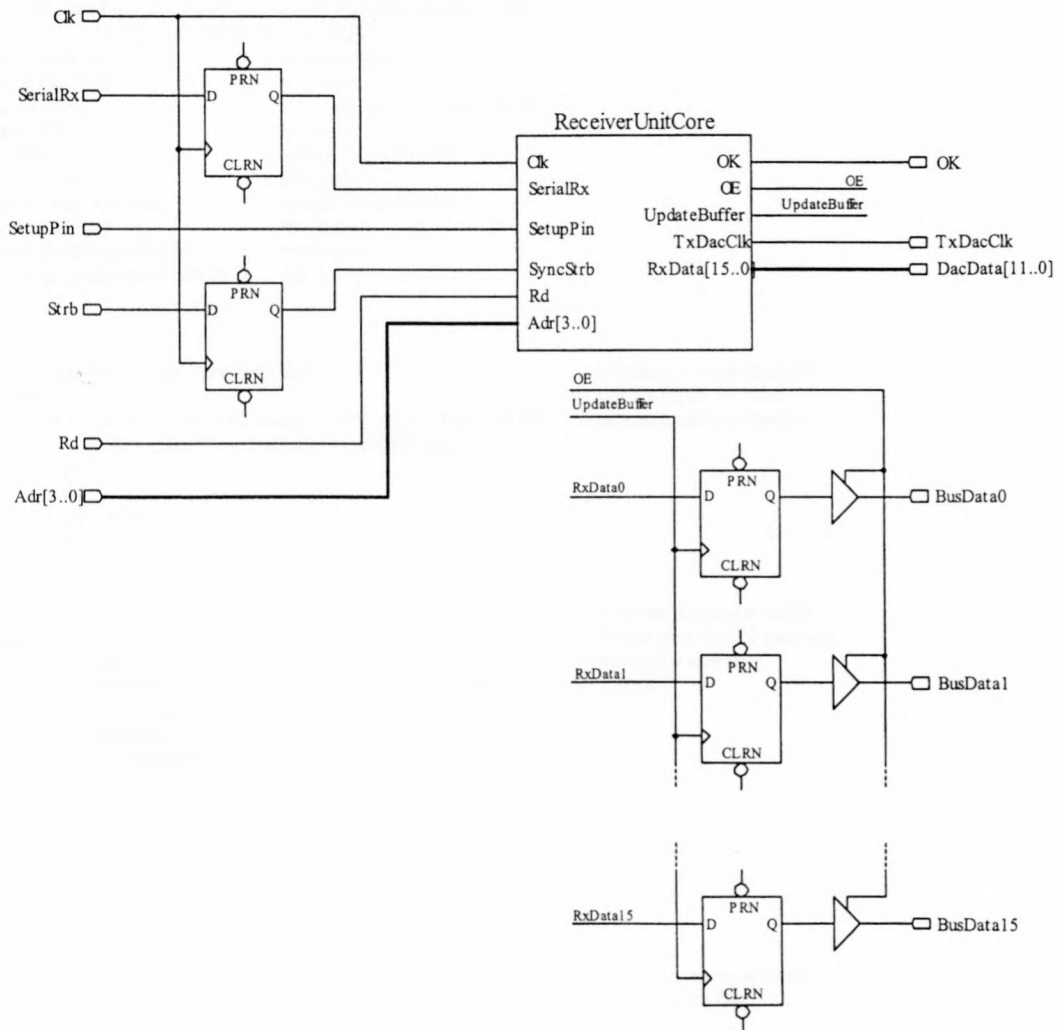 Clk
PRN
SerialRx
D Q
CLRN
ReceiverUnitCore
Clk OK OK
SerialRx OE OE
UpdateBuffer UpdateBuffer
SetupPin SetupPin
TxDacClk TxDacClk
SyncStrb RxData[15..0] DacData[11..0]
PRN
Strb D Q
Rd
Adr[3..0]
CLRN
OE
UpdateBuffer
Rd
PRN
RxData0 D Q BusData0
Adr[3..0]
CLRN
PRN
RxData1 D Q BusData1
CLRN
PRN
RxData15 D Q BusData15
CLRN